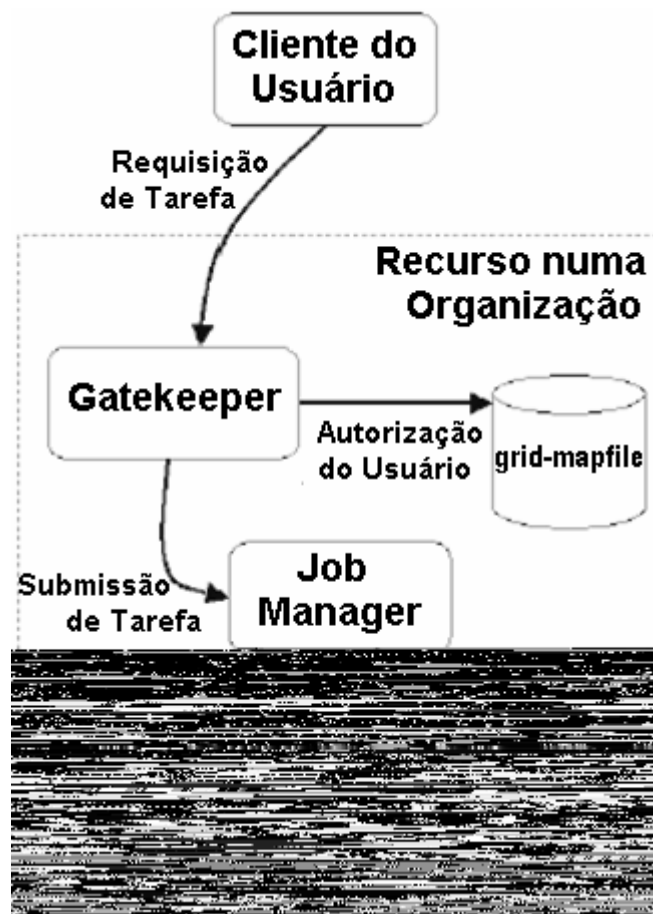 Cliente do
Usuário
Requisição
de Tarefa
Recurso numa
Organização
Gatekeeper
Autorização
do Usuário
grid-mapfile
Submissão
de Tarefa
Job
Manager